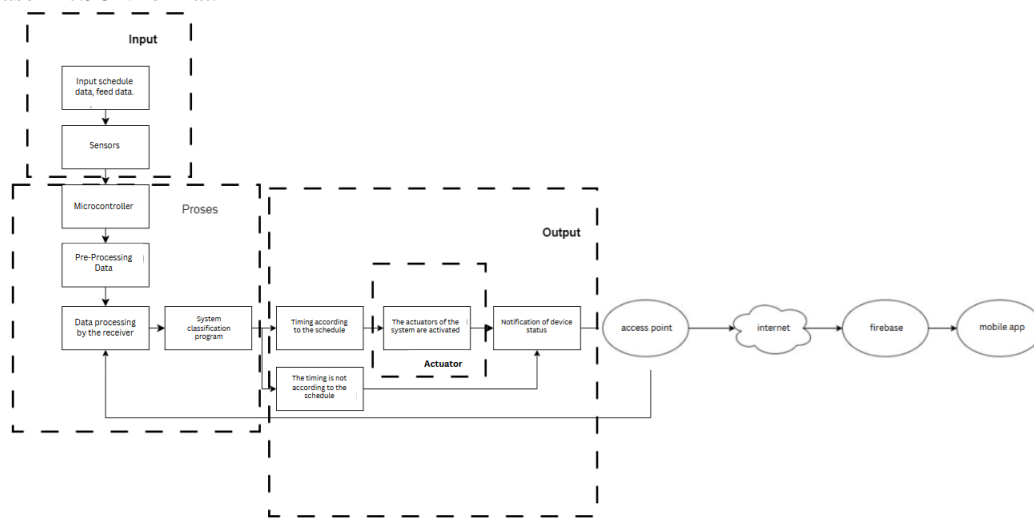 Input
Input schedule
data, feed data.
Sensors
Proses
Microcontroller
Pre-Processing
Data
Data processing
by the receiver
System
classification
program
Output
Timing according
to the schedule
The actuators of the
system are activated
Actuator
Notification of device
status
The timing is not
according to the
schedule
access point
internet
firebase
mobile app